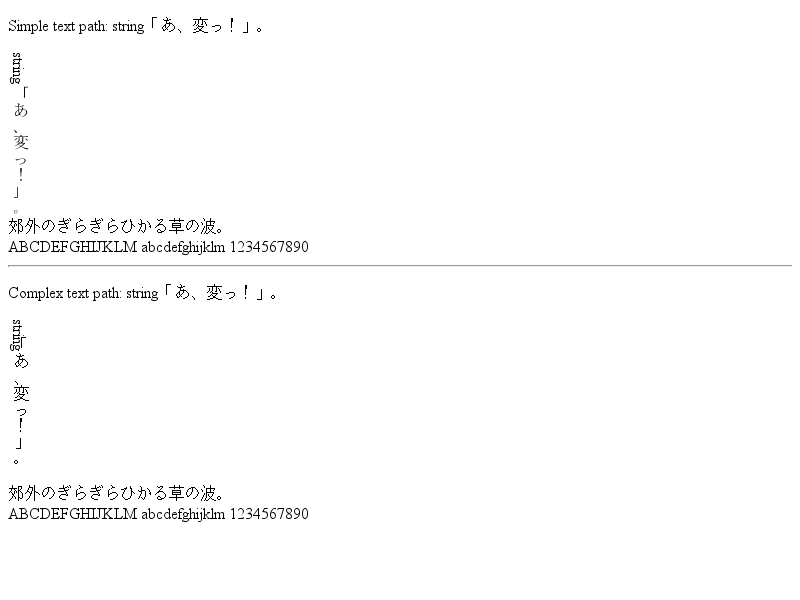 Simple text path: string「あ、変っ！」。
string「あ、変っ！」。
郊外のぎらぎらひかる草の波。
ABCDEFGHIJKLM abcdefghijklm 1234567890
Complex text path: string「あ、変っ！」。
string「あ、変っ！」。
郊外のぎらぎらひかる草の波。
ABCDEFGHIJKLM abcdefghijklm 1234567890